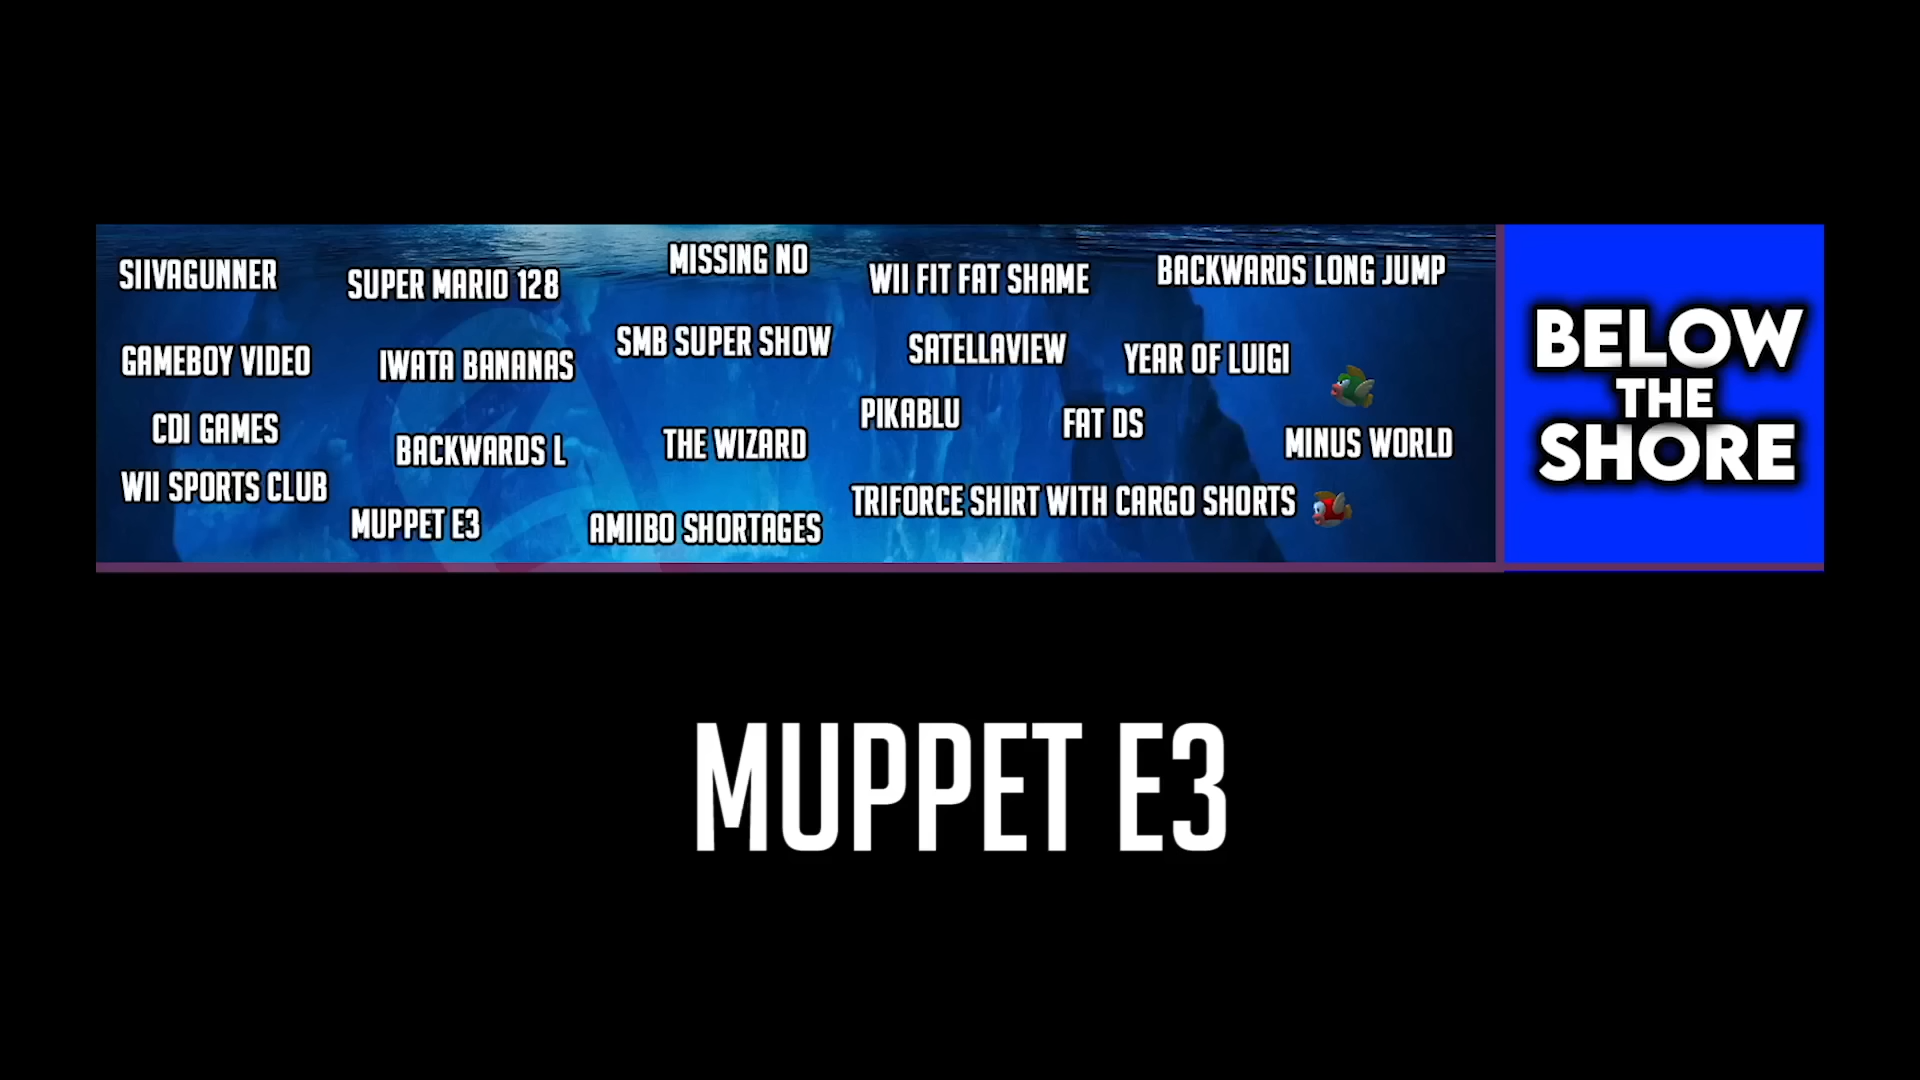 SIIVAGUNNER
SUPER MARIO 128
MISSING NO
WII FIT FAT SHAME
BACKWARDS LONG JUMP
GAMEBOY VIDEO
IWATA BANANAS
SMB SUPER SHOW
SATELLAVIEW
YEAR OF LUIGI
CDI GAMES
BACKWARDS L
THE WIZARD
PIKABLU
FAT DS
MINUS WORLD
WII SPORTS CLUB
MUPPET E3
AMIIBO SHORTAGES
TRIFORCE SHIRT WITH CARGO SHORTS
BELOW
THE
SHORE
MUPPET E3